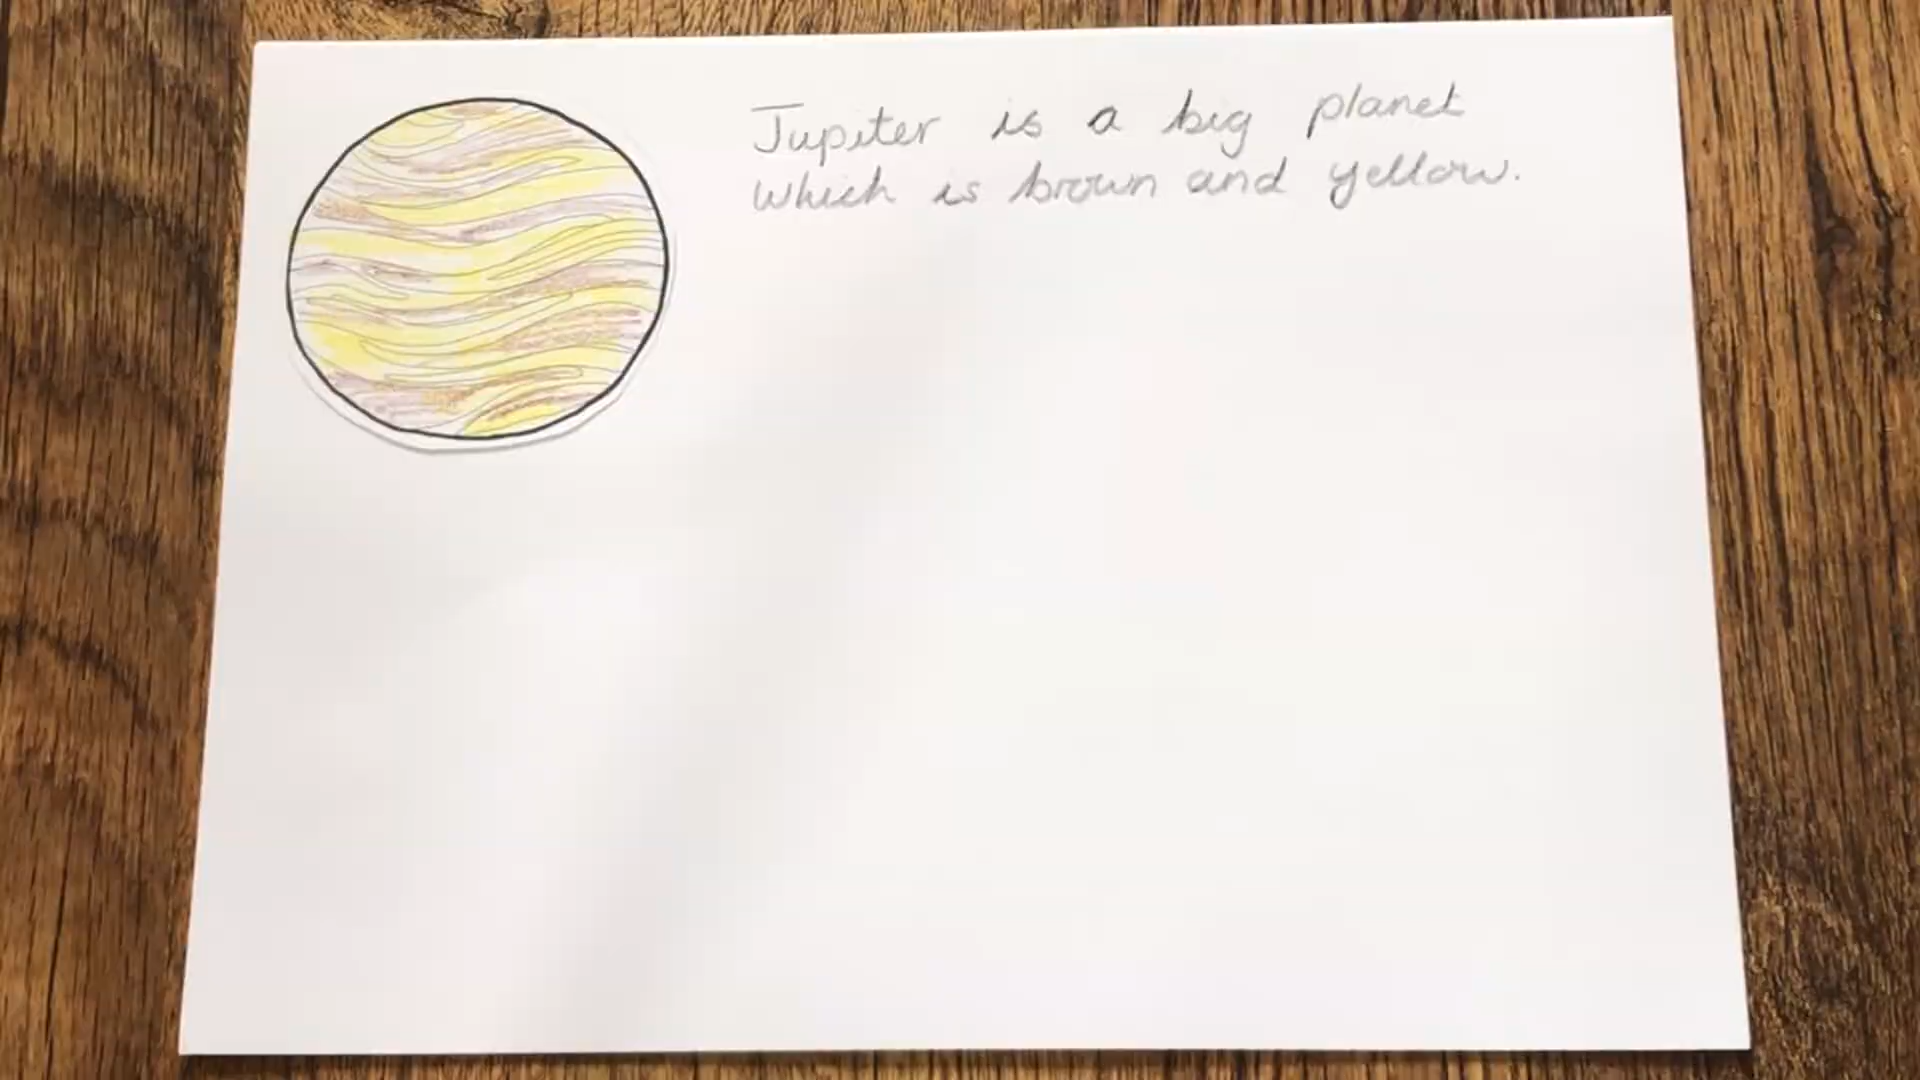 Jupiter is a big planet
which is brown and yellow.